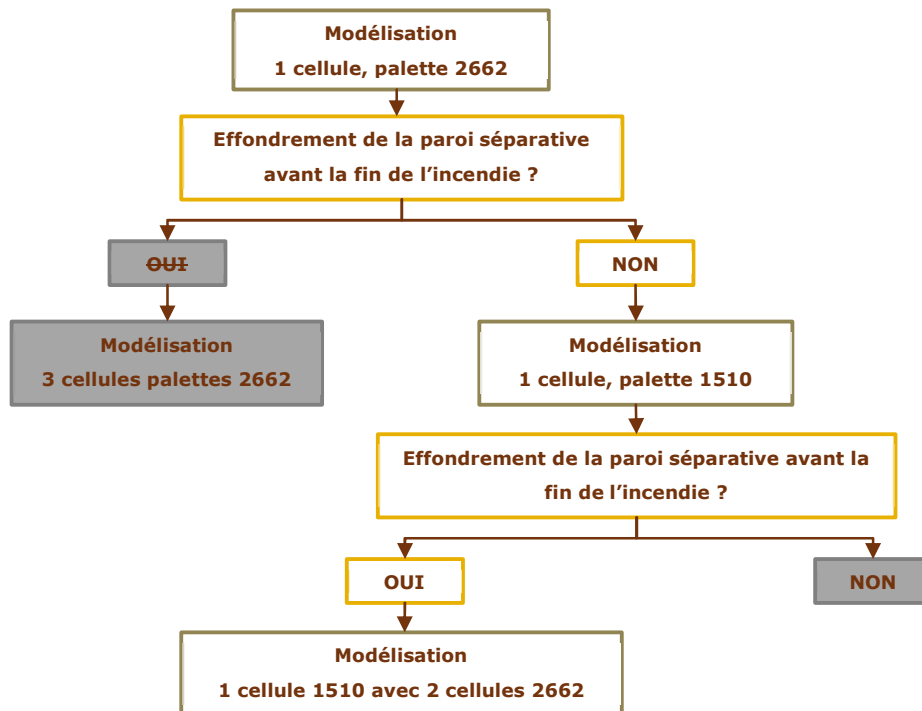 Modélisation
1 cellule, palette 2662
Effondrement de la paroi séparative
avant la fin de l’incendie ?
OUI
NON
Modélisation
3 cellules palettes 2662
Modélisation
1 cellule, palette 1510
Effondrement de la paroi séparative avant la
fin de l’incendie ?
OUI
NON
Modélisation
1 cellule 1510 avec 2 cellules 2662